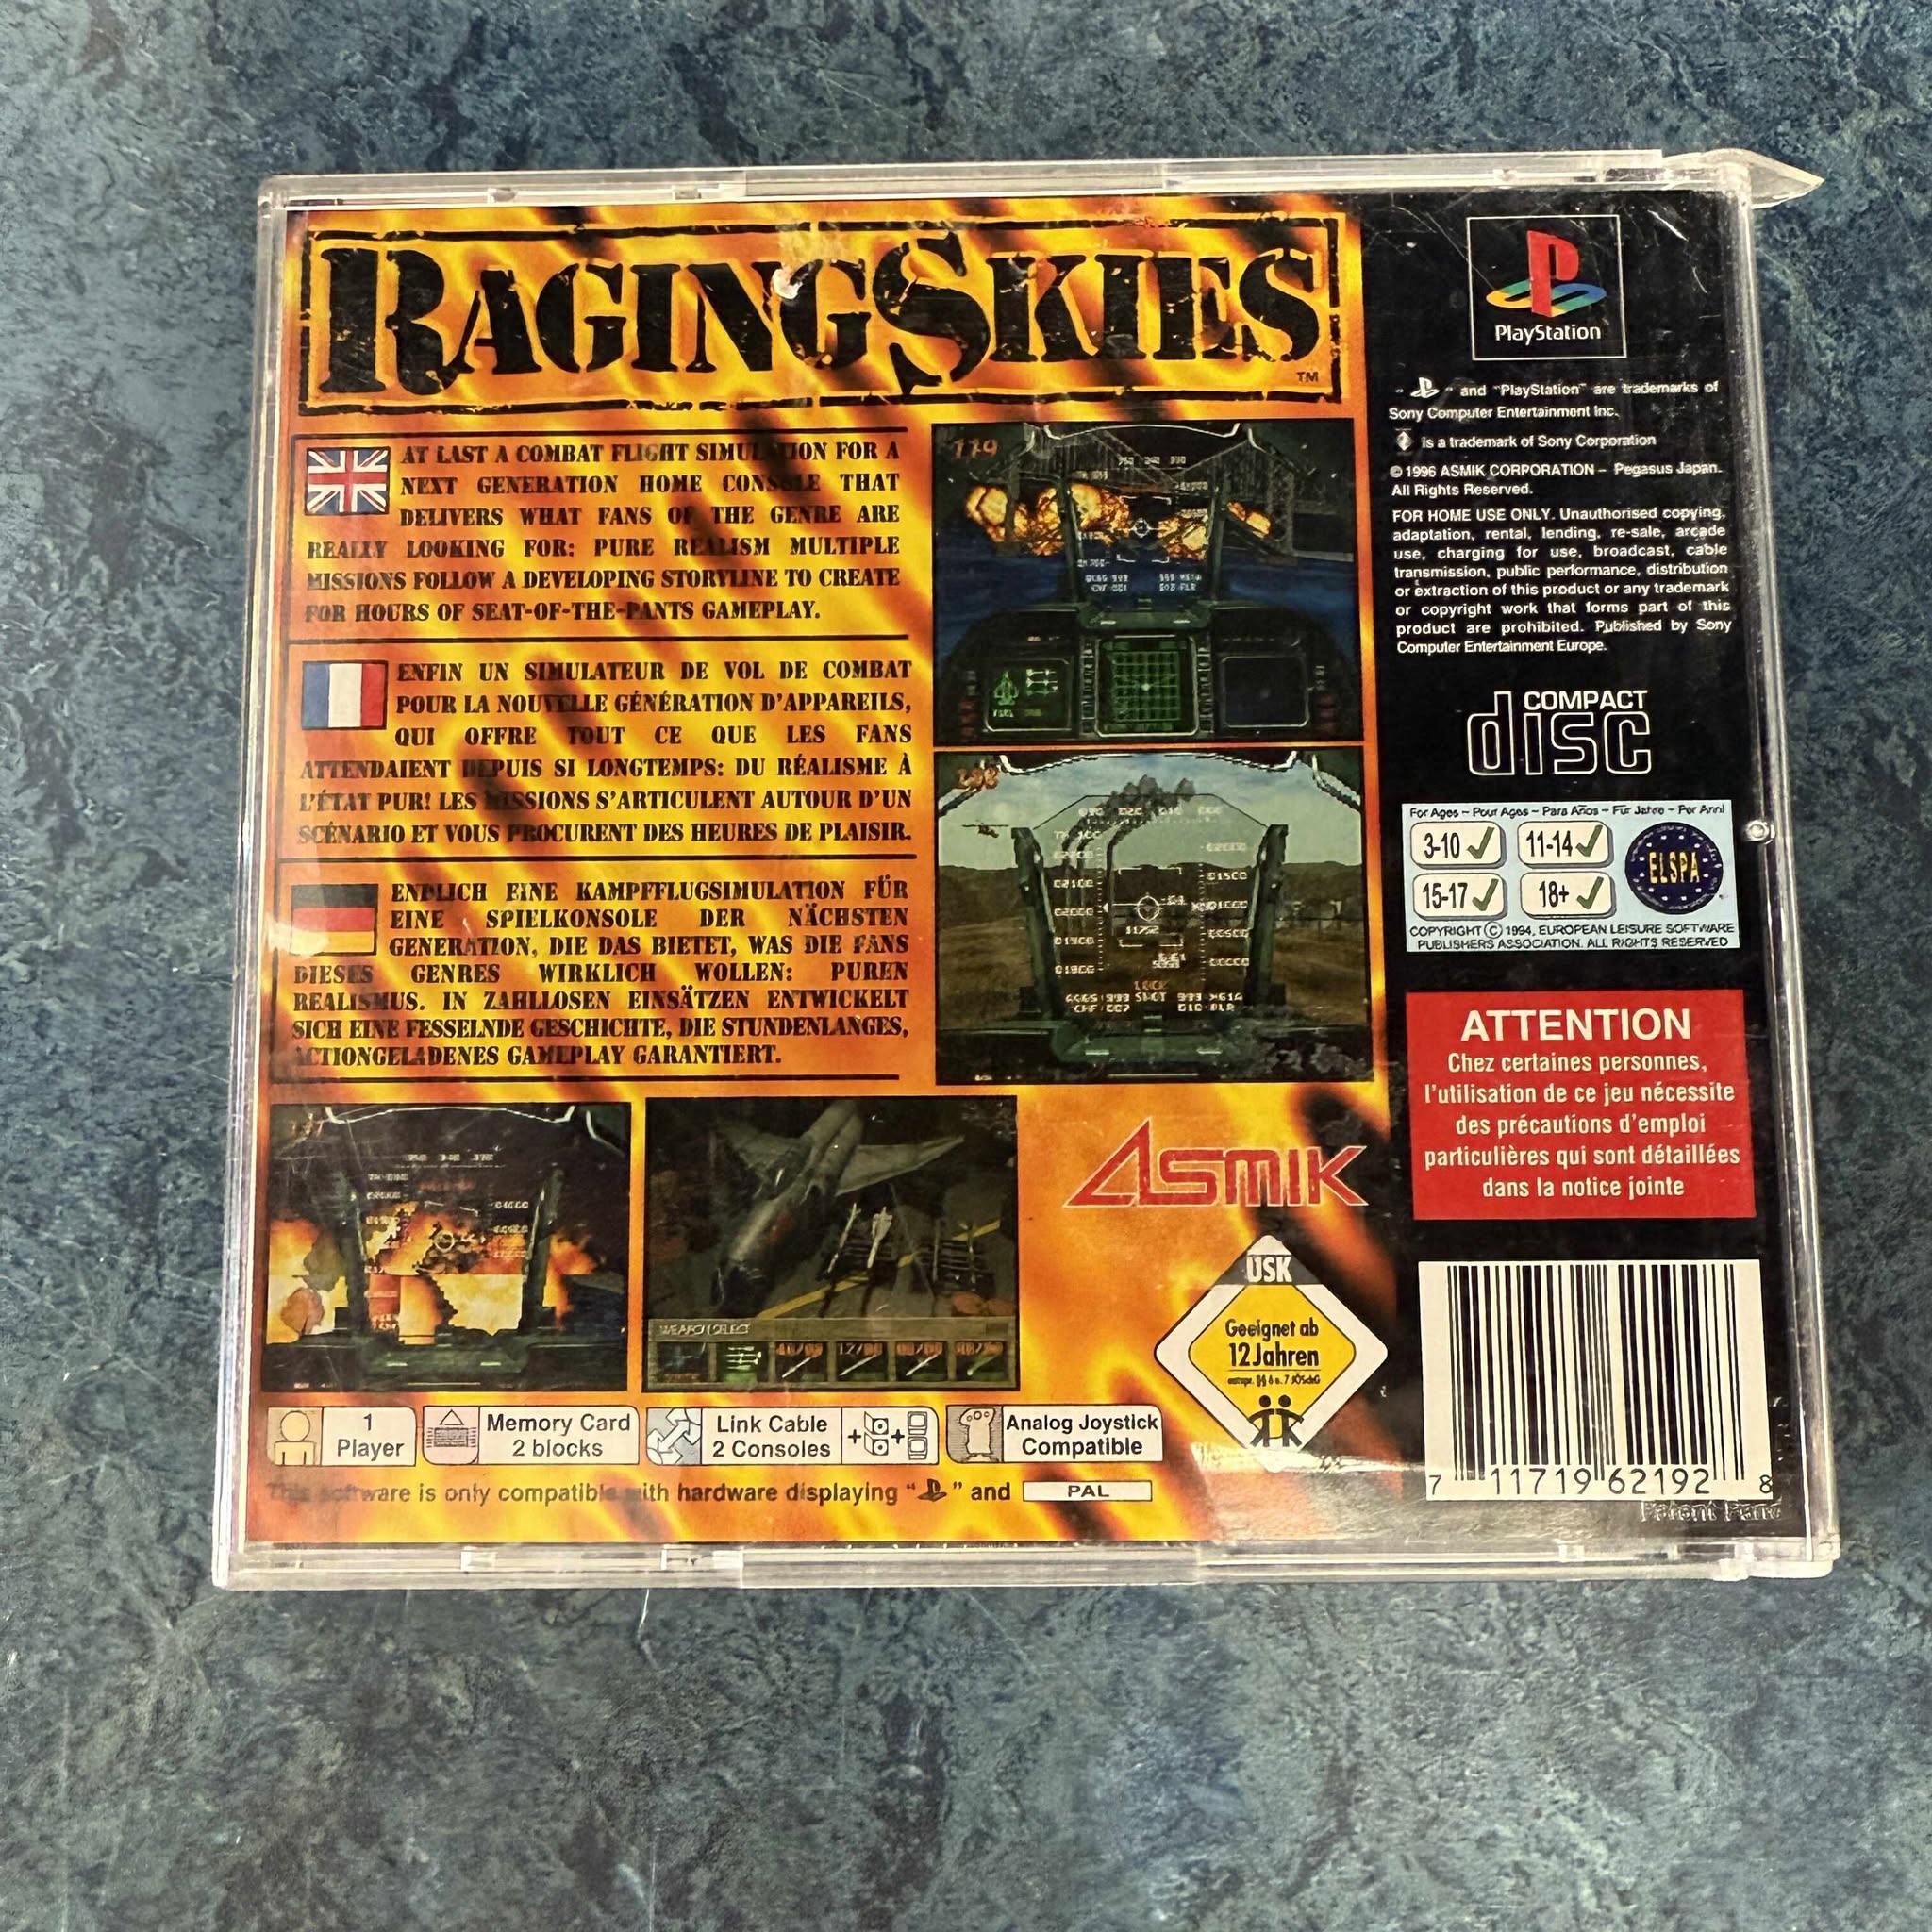 RAGINGSKIES
™
AT LAST A COMBAT FLIGHT SIMULATION FOR A
NEXT GENERATION HOME CONSOLE THAT
DELIVERS WHAT FANS OF THE GENRE ARE
REALLY LOOKING FOR: PURE REALISM MULTIPLE
MISSIONS FOLLOW A DEVELOPING STORYLINE TO CREATE
FOR HOURS OF SEAT-OF-THE-PANTS GAMEPLAY.
ENFIN UN SIMULATEUR DE VOL DE COMBAT
POUR LA NOUVELLE GÉNÉRATION D'APPAREILS,
QUI OFFRE TOUT CE QUE LES FANS
ATTENDAIENT DEPUIS SI LONGTEMPS: DU RÉALISME À
L'ÉTAT PUR! LES MISSIONS S'ARTICULENT AUTOUR D'UN
SCÉNARIO ET VOUS PROCURENT DES HEURES DE PLAISIR.
ENDLICH EINE KAMPFFLUGSIMULATION FÜR
EINE SPIELKONSOLE DER NÄCHSTEN
GENERATION, DIE DAS BIETET, WAS DIE FANS
DIESES GENRES WIRKLICH WOLLEN: PUREN
REALISMUS. IN ZAHLLOSEN EINSÄTZEN ENTWICKELT
SICH EINE FESSELNDE GESCHICHTE, DIE STUNDENLANGES,
ACTIONGELADENES GAMEPLAY GARANTIERT.
WEAPON SELECT
ASMIK
USK
Geeignet ab
12 Jahren
1
Player
Memory Card
2 blocks
Link Cable
2 Consoles
Analog Joystick
Compatible
This software is only compatible with hardware displaying " " and PAL
PlayStation
" " and "PlayStation" are trademarks of
Sony Computer Entertainment Inc.
is a trademark of Sony Corporation
© 1996 ASMIK CORPORATION – Pegasus Japan.
All Rights Reserved.
FOR HOME USE ONLY. Unauthorised copying,
adaptation, rental, lending, re-sale, arcade
use, charging for use, broadcast, cable
transmission, public performance, distribution
or extraction of this product or any trademark
or copyright work that forms part of this
product are prohibited. Published by Sony
Computer Entertainment Europe.
COMPACT
disc
For Ages – Pour Ages – Para Años – Für Jahre – Per Anni
3-10 ✓ 11-14 ✓
15-17 ✓ 18+ ✓
ELSPA
COPYRIGHT © 1994, EUROPEAN LEISURE SOFTWARE
PUBLISHERS ASSOCIATION. ALL RIGHTS RESERVED
ATTENTION
Chez certaines personnes,
l'utilisation de ce jeu nécessite
des précautions d'emploi
particulières qui sont détaillées
dans la notice jointe
7 11719 62192 8